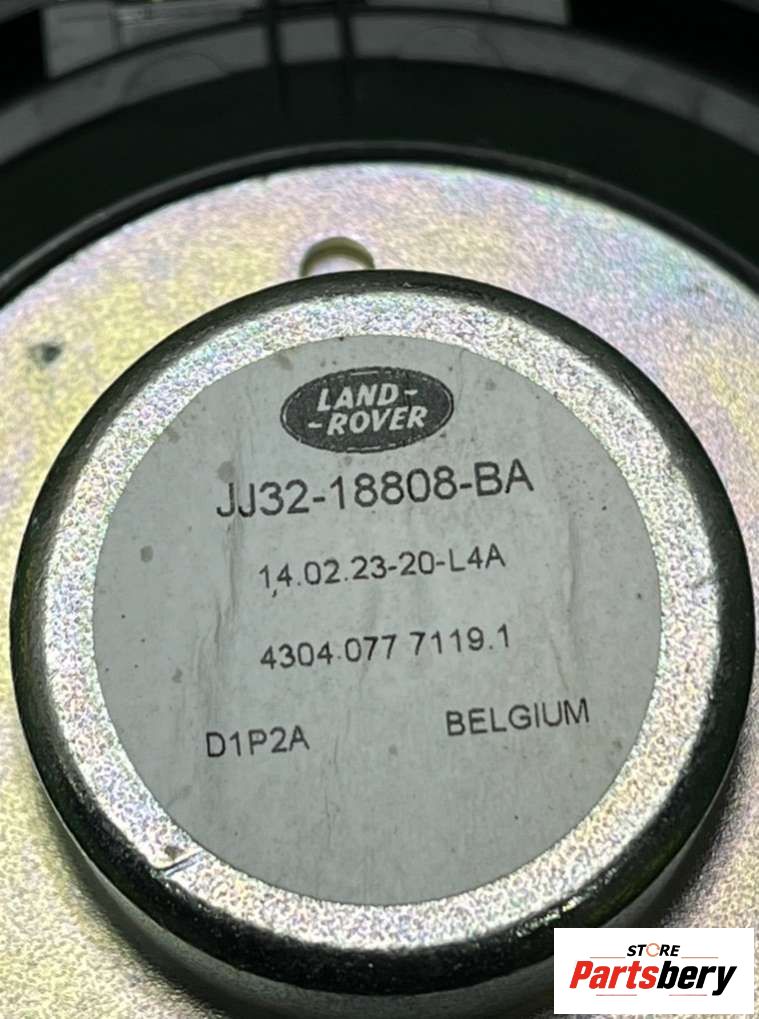 LAND-
-ROVER
JJ32-18808-BA
14.02.23-20-L4A
4304.077 7119.1
D1P2A BELGIUM
STORE
Partsbery